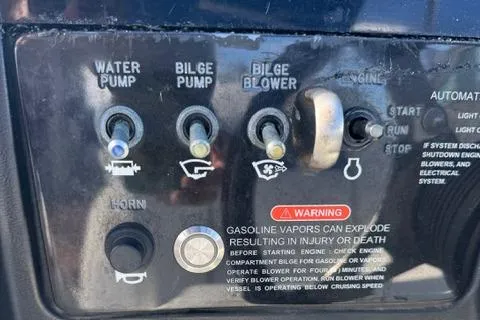 WATER
PUMP
BILGE
PUMP
BILGE
BLOWER
ENGINE
START
RUN
STOP
AUTOMAT
LIGHT O
LIGHT O
IF SYSTEM DISCHA
SHUTDOWN ENGIN
BLOWERS, AND
ELECTRICAL
SYSTEM.
HORN
WARNING
GASOLINE VAPORS CAN EXPLODE
RESULTING IN INJURY OR DEATH
BEFORE STARTING ENGINE: CHECK ENGINE
COMPARTMENT BILGE FOR GASOLINE OR VAPORS
OPERATE BLOWER FOR FOUR (4) MINUTES, AND
VERIFY BLOWER OPERATION. RUN BLOWER WHEN
VESSEL IS OPERATING BELOW CRUISING SPEED